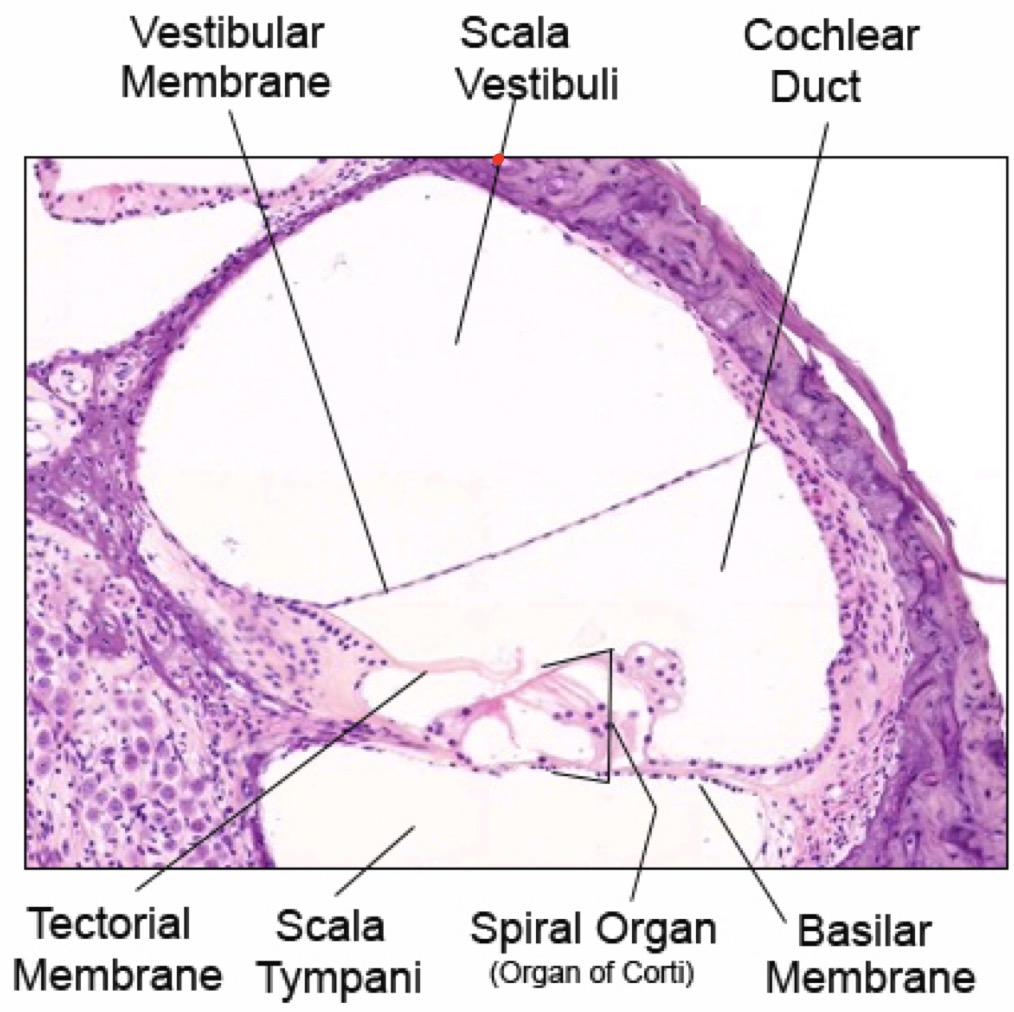 Vestibular
Membrane
Scala
Vestibuli
Cochlear
Duct
Tectorial
Membrane
Scala
Tympani
Spiral Organ
(Organ of Corti)
Basilar
Membrane